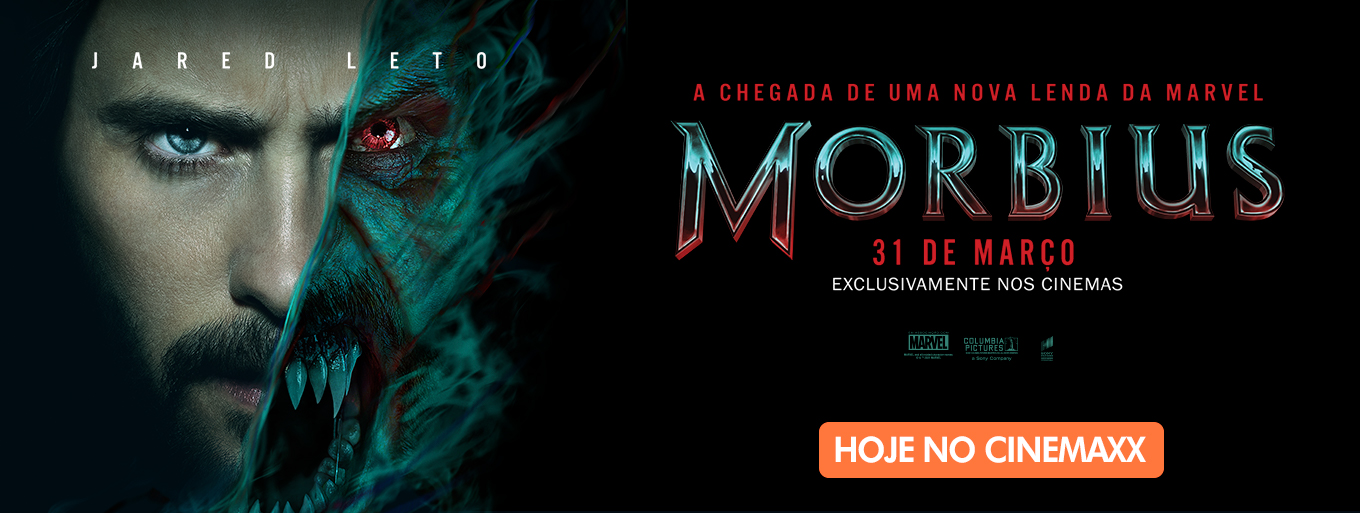 JARED LETO
A CHEGADA DE UMA NOVA LENDA DA MARVEL
MORBIUS
31 DE MARÇO
EXCLUSIVAMENTE NOS CINEMAS
MARVEL
COLUMBIA
PICTURES
a Sony Company
SONY
HOJE NO CINEMAXX